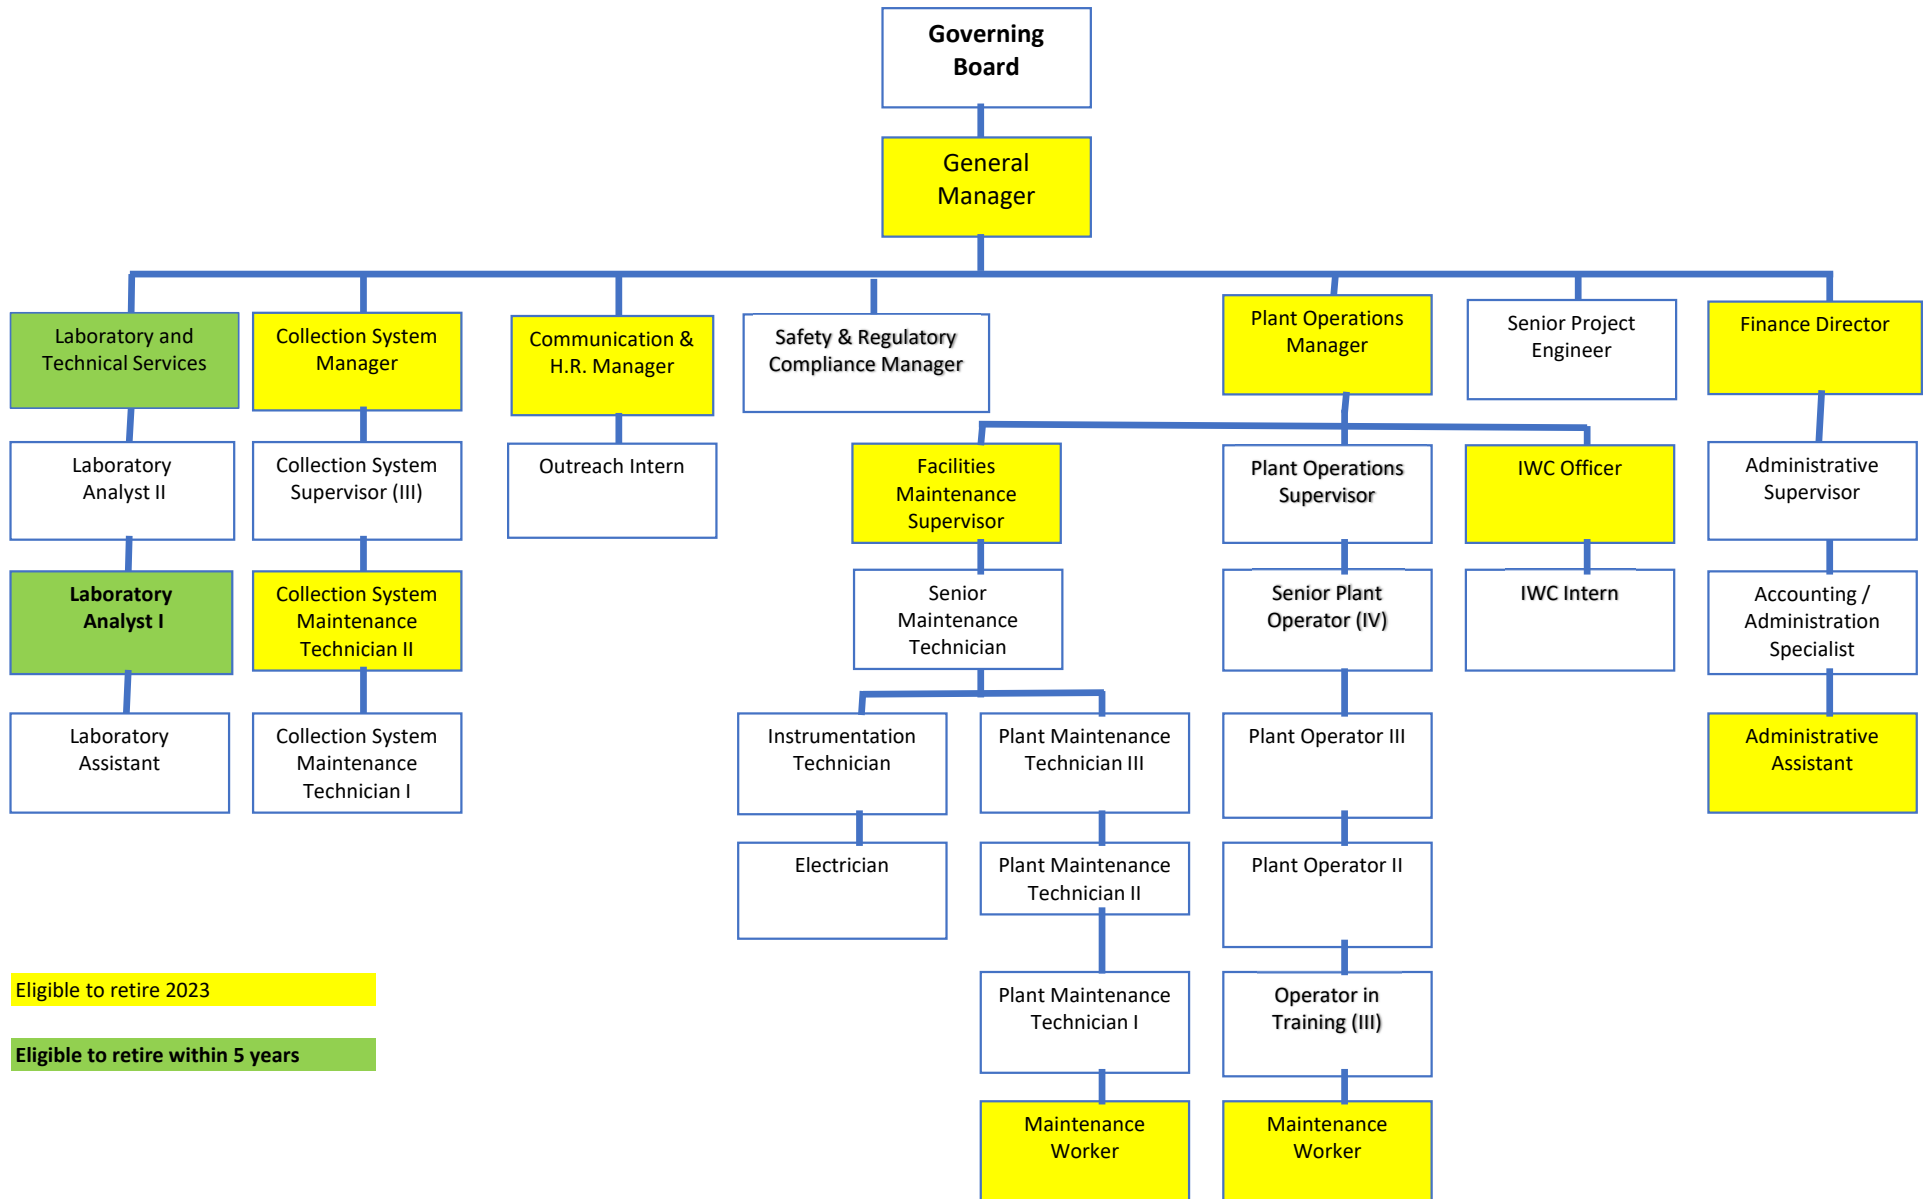 Governing
Board
General
Manager
Laboratory and
Technical Services
Collection System
Manager
Communication &
H.R. Manager
Safety & Regulatory
Compliance Manager
Plant Operations
Manager
Senior Project
Engineer
Finance Director
Laboratory
Analyst II
Collection System
Supervisor (III)
Outreach Intern
Facilities
Maintenance
Supervisor
Plant Operations
Supervisor
IWC Officer
Administrative
Supervisor
Laboratory
Analyst I
Collection System
Maintenance
Technician II
Senior
Maintenance
Technician
Senior Plant
Operator (IV)
IWC Intern
Accounting /
Administration
Specialist
Laboratory
Assistant
Collection System
Maintenance
Technician I
Instrumentation
Technician
Plant Maintenance
Technician III
Plant Operator III
Administrative
Assistant
Electrician
Plant Maintenance
Technician II
Plant Operator II
Eligible to retire 2023
Plant Maintenance
Technician I
Operator in
Training (III)
Eligible to retire within 5 years
Maintenance
Worker
Maintenance
Worker